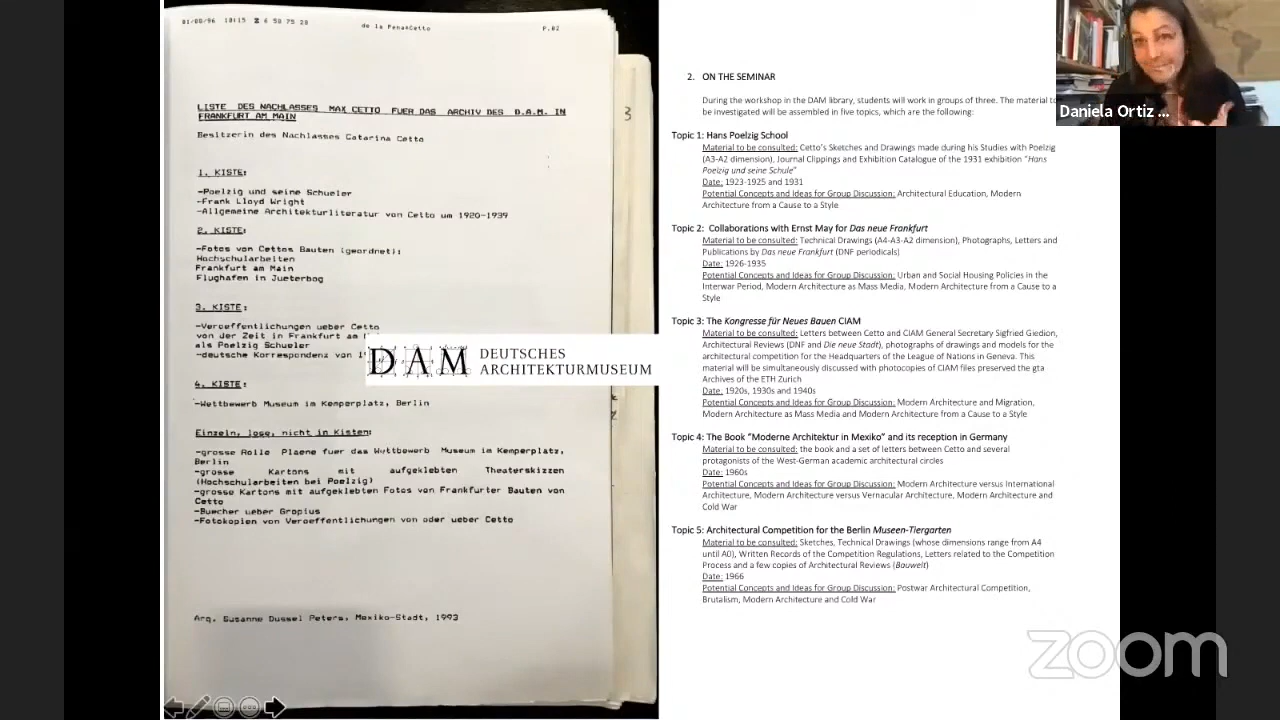 01/08/96 10:15 6 58 75 20 de la PenanCetto P.02
LISTE DES NACHLASSES MAX CETTO FUER DAS ARCHIV DES D.A.M. IN
FRANKFURT AM MAIN
Besitzerin des Nachlasses Catarina Cetto
3
1. KISTE:
-Poelzig und seine Schueler
-Frank Lloyd Wright
-Allgemeine Architekturliteratur von Cetto um 1920-1939
2. KISTE:
-Fotos von Cettos Bauten (geordnet):
Hochschularbeiten
Frankfurt am Main
Flughafen in Jueterbog
3. KISTE:
-Veroeffentlichungen ueber Cetto
von der Zeit in Frankfurt am
als Poelzig Schueler
-deutsche Korrespondenz von
4. KISTE:
-Wettbewerb Museum im Kemperplatz, Berlin
Einzeln, lose, nicht in Kisten:
-grosse Rolle Plaene fuer das Wettbewerb Museum im Kemperplatz,
Berlin
-grosse Kartons mit aufgeklebten Theaterskizzen
(Hochschularbeiten bei Poelzig)
-grosse Kartons mit aufgeklebten Fotos von Frankfurter Bauten von
Cetto
-Buecher ueber Gropius
-Fotokopien von Veroeffentlichungen von oder ueber Cetto
Arq. Susanne Dussel Peters, Mexiko-Stadt, 1993
DAM DEUTSCHES
ARCHITEKTURMUSEUM
2. ON THE SEMINAR
During the workshop in the DAM library, students will work in groups of three. The material to
be investigated will be assembled in five topics, which are the following:
Topic 1: Hans Poelzig School
Material to be consulted: Cetto's Sketches and Drawings made during his Studies with Poelzig
(A3-A2 dimension), Journal Clippings and Exhibition Catalogue of the 1931 exhibition "Hans
Poelzig und seine Schule"
Date: 1923-1925 and 1931
Potential Concepts and Ideas for Group Discussion: Architectural Education, Modern
Architecture from a Cause to a Style
Topic 2: Collaborations with Ernst May for Das neue Frankfurt
Material to be consulted: Technical Drawings (A4-A3-A2 dimension), Photographs, Letters and
Publications by Das neue Frankfurt (DNF periodicals)
Date: 1926-1935
Potential Concepts and Ideas for Group Discussion: Urban and Social Housing Policies in the
Interwar Period, Modern Architecture as Mass Media, Modern Architecture from a Cause to a
Style
Topic 3: The Kongresse für Neues Bauen CIAM
Material to be consulted: Letters between Cetto and CIAM General Secretary Sigfried Giedion,
Architectural Reviews (DNF and Die neue Stadt), photographs of drawings and models for the
architectural competition for the Headquarters of the League of Nations in Geneva. This
material will be simultaneously discussed with photocopies of CIAM files preserved the gta
Archives of the ETH Zurich
Date: 1920s, 1930s and 1940s
Potential Concepts and Ideas for Group Discussion: Modern Architecture and Migration,
Modern Architecture as Mass Media and Modern Architecture from a Cause to a Style
Topic 4: The Book "Moderne Architektur in Mexiko" and its reception in Germany
Material to be consulted: the book and a set of letters between Cetto and several
protagonists of the West-German academic architectural circles
Date: 1960s
Potential Concepts and Ideas for Group Discussion: Modern Architecture versus International
Architecture, Modern Architecture versus Vernacular Architecture, Modern Architecture and
Cold War
Topic 5: Architectural Competition for the Berlin Museen-Tiergarten
Material to be consulted: Sketches, Technical Drawings (whose dimensions range from A4
until A0), Written Records of the Competition Regulations, Letters related to the Competition
Process and a few copies of Architectural Reviews (Bauwelt)
Date: 1966
Potential Concepts and Ideas for Group Discussion: Postwar Architectural Competition,
Brutalism, Modern Architecture and Cold War
Daniela Ortiz ...
zoom